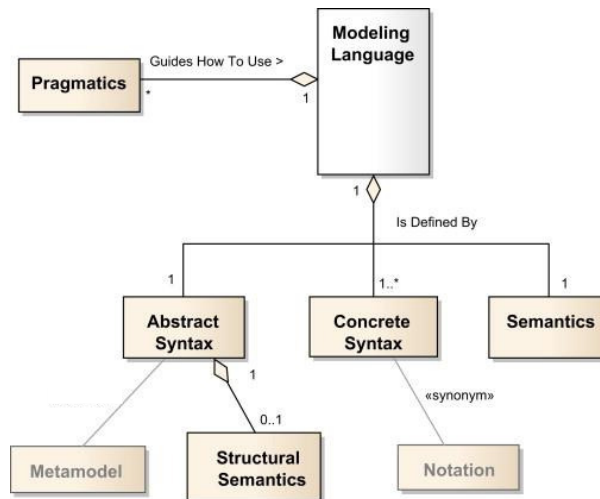 Modeling
Language
Guides How To Use >
Pragmatics
*
1
1
Is Defined By
1
1..*
1
Abstract
Syntax
Concrete
Syntax
Semantics
1
«synonym»
0..1
Metamodel
Structural
Semantics
Notation